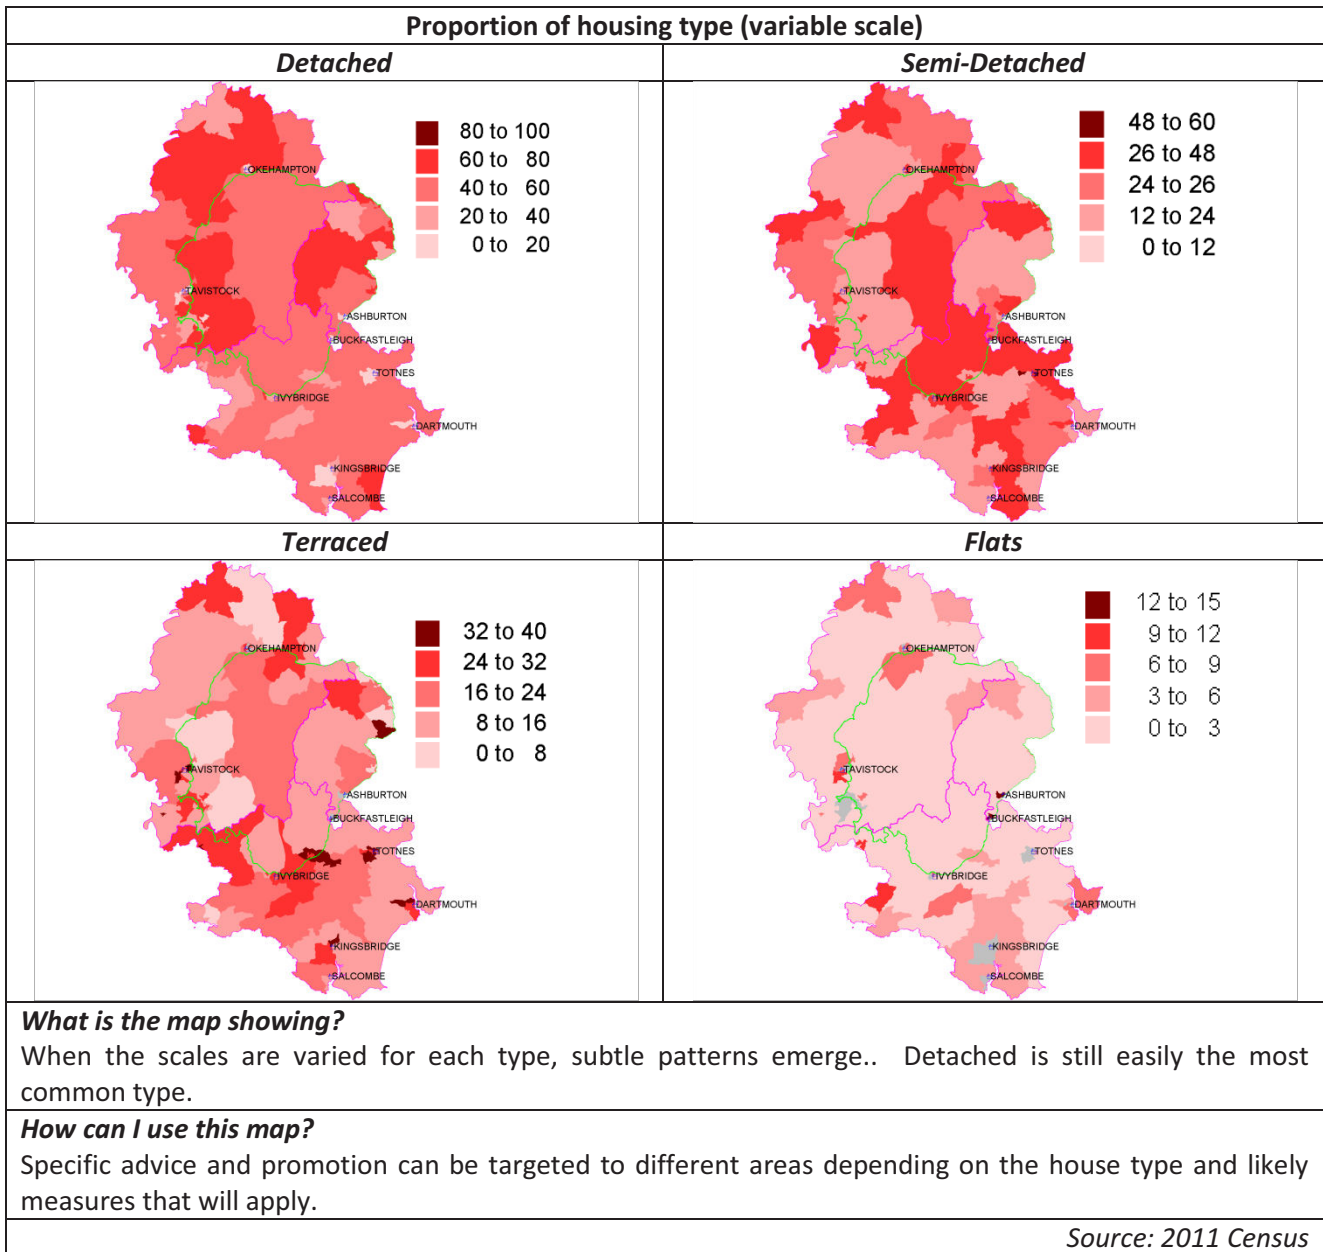 Proportion of housing type (variable scale)
Detached
Semi-Detached
80 to 100
60 to 80
40 to 60
20 to 40
0 to 20
OKEHAMPTON
TAVISTOCK
ASHBURTON
BUCKFASTLEIGH
TOTNES
IVYBRIDGE
DARTMOUTH
KINGSBRIDGE
SALCOMBE
48 to 60
26 to 48
24 to 26
12 to 24
0 to 12
OKEHAMPTON
TAVISTOCK
ASHBURTON
BUCKFASTLEIGH
TOTNES
IVYBRIDGE
DARTMOUTH
KINGSBRIDGE
SALCOMBE
Terraced
Flats
32 to 40
24 to 32
16 to 24
8 to 16
0 to 8
OKEHAMPTON
TAVISTOCK
ASHBURTON
BUCKFASTLEIGH
TOTNES
IVYBRIDGE
DARTMOUTH
KINGSBRIDGE
SALCOMBE
12 to 15
9 to 12
6 to 9
3 to 6
0 to 3
OKEHAMPTON
TAVISTOCK
ASHBURTON
BUCKFASTLEIGH
TOTNES
IVYBRIDGE
DARTMOUTH
KINGSBRIDGE
SALCOMBE
What is the map showing?
When the scales are varied for each type, subtle patterns emerge.. Detached is still easily the most
common type.
How can I use this map?
Specific advice and promotion can be targeted to different areas depending on the house type and likely
measures that will apply.
Source: 2011 Census